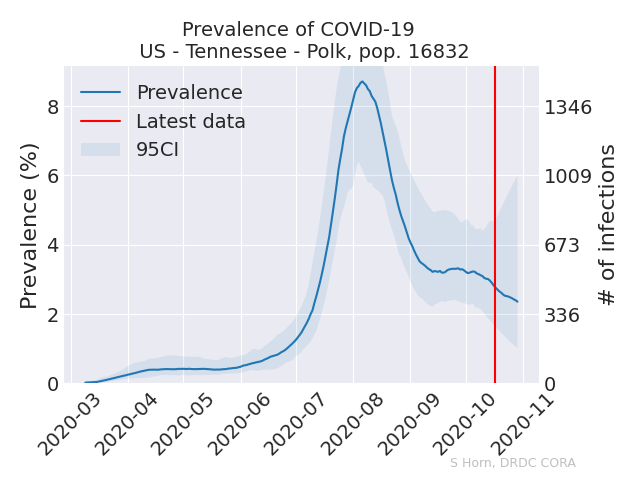 Prevalence of COVID-19
US - Tennessee - Polk, pop. 16832
Prevalence
Latest data
95CI
Prevalence (%)
8
6
4
2
0
1346
1009
673
336
0
# of infections
2020-03
2020-04
2020-05
2020-06
2020-07
2020-08
2020-09
2020-10
2020-11
S Horn, DRDC CORA